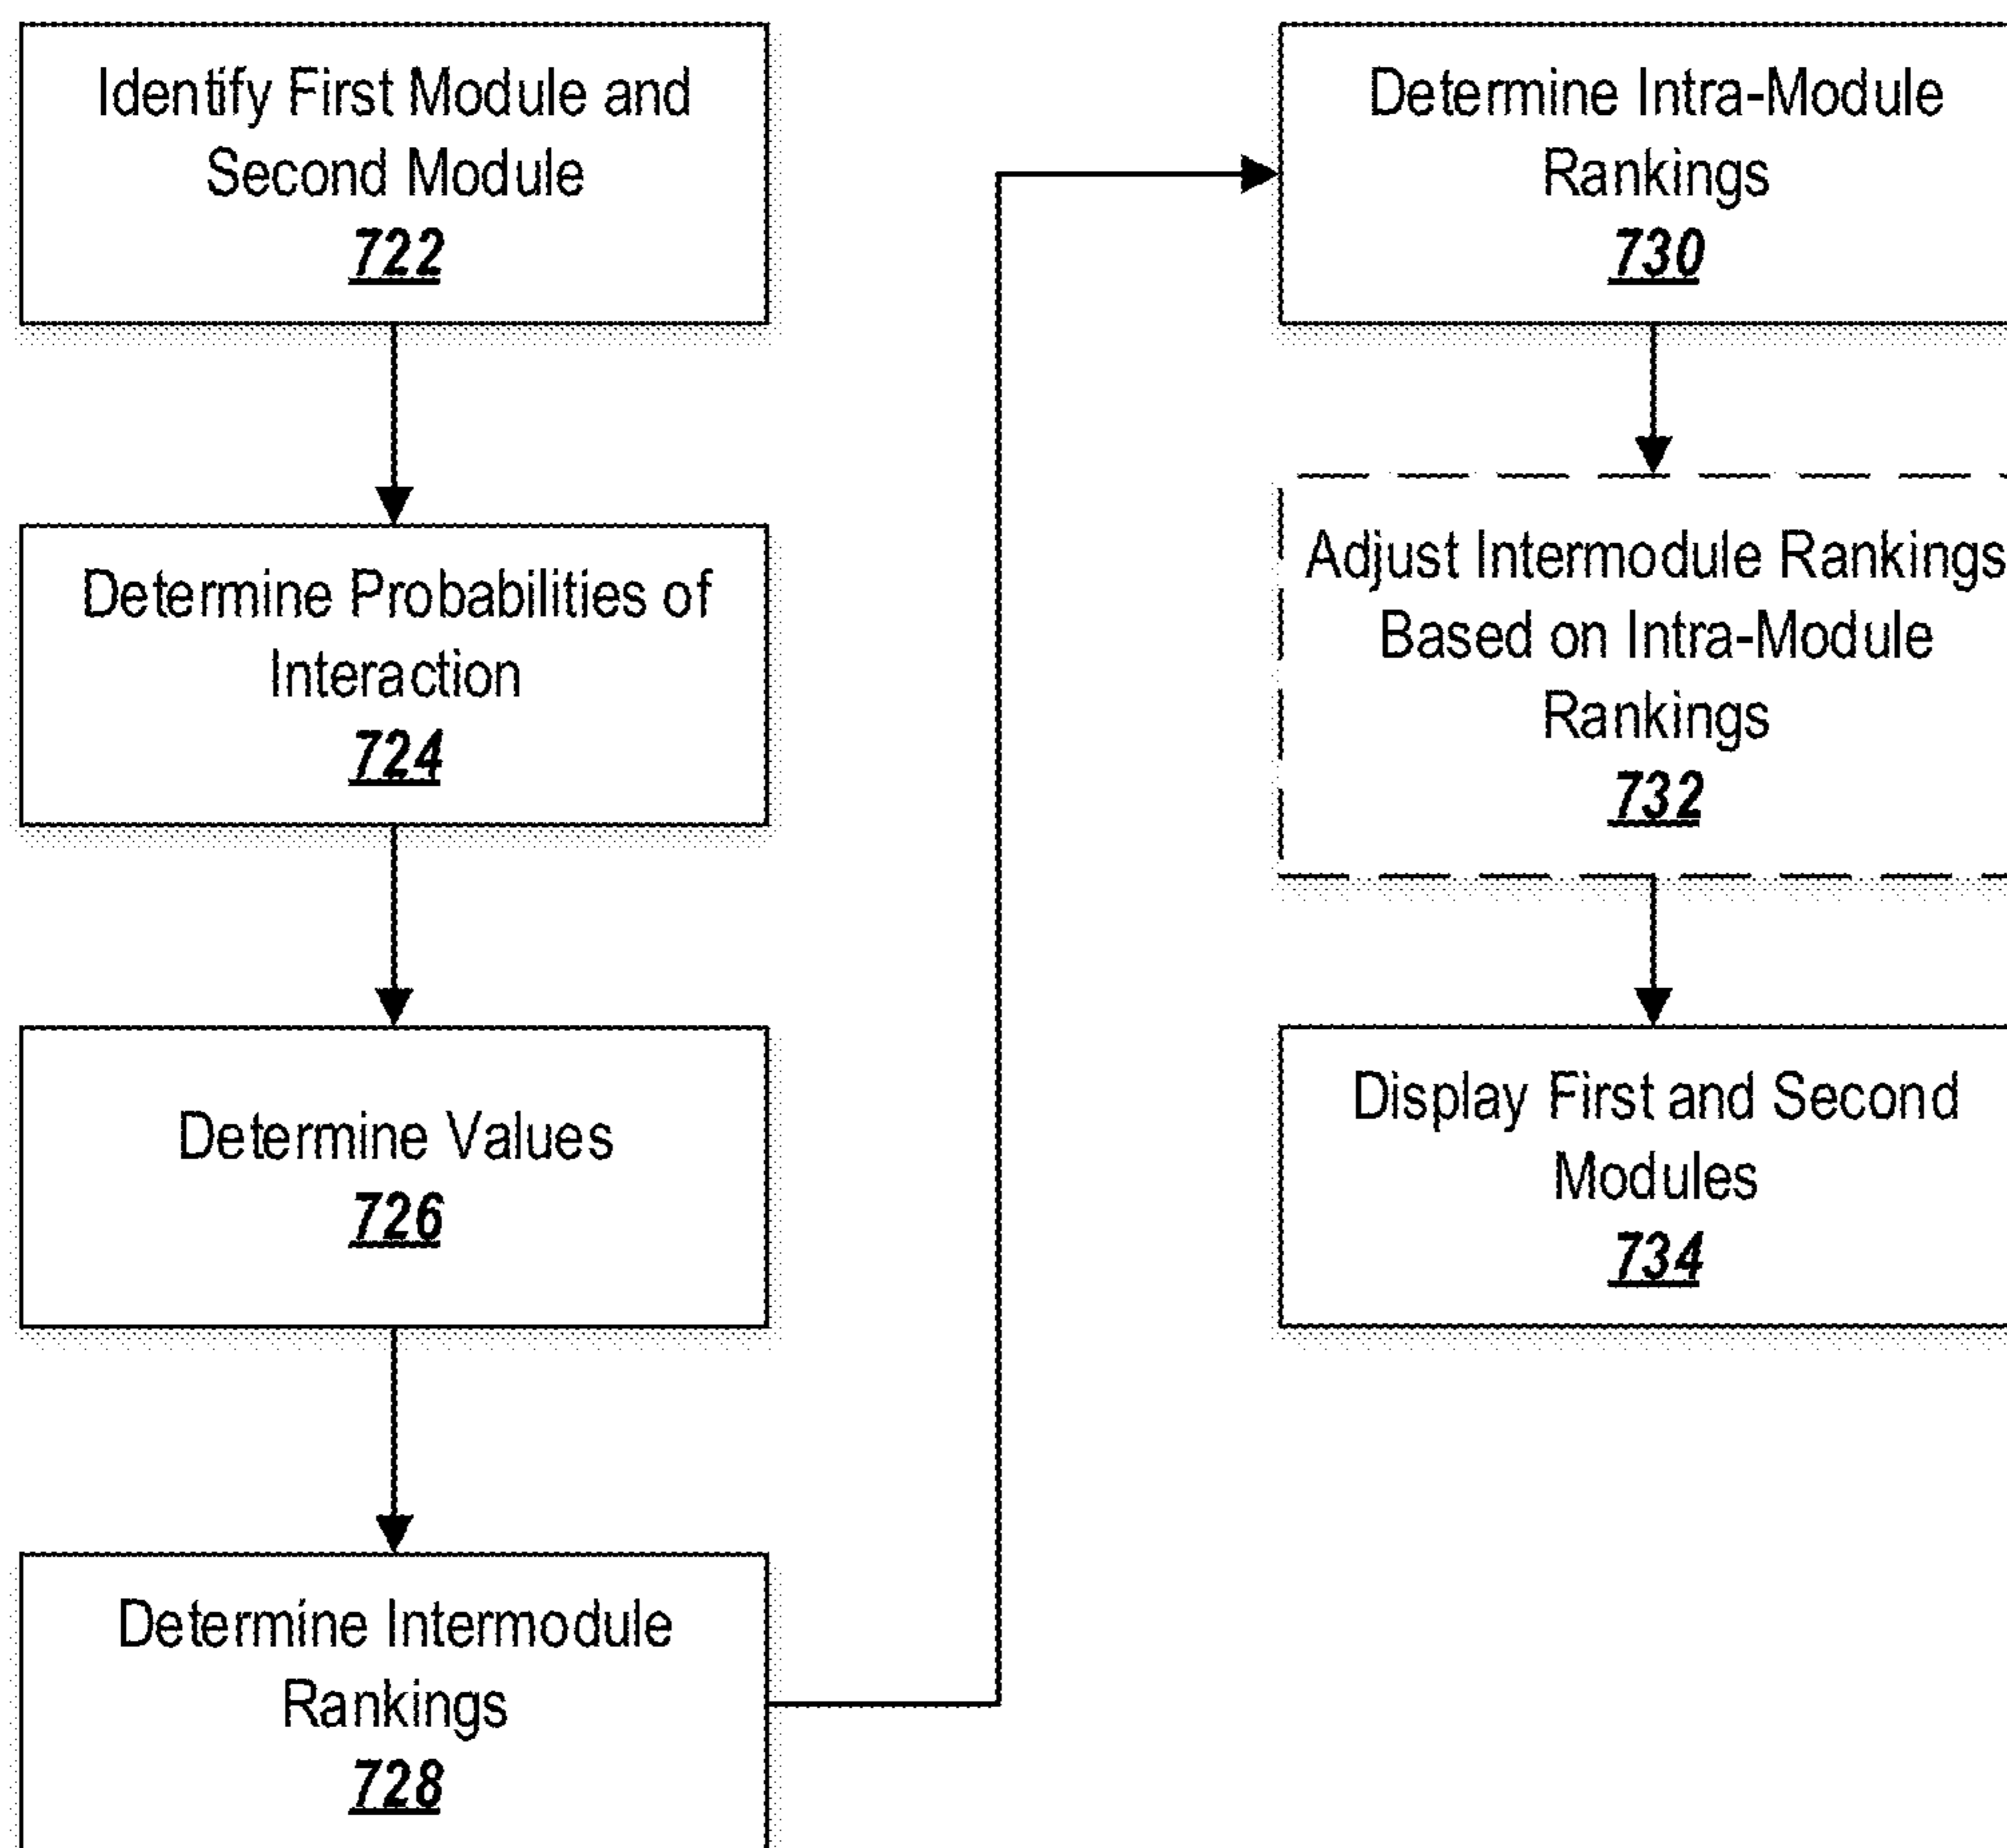 Identify First Module and
Second Module
722
Determine Probabilities of
Interaction
724
Determine Values
726
Determine Intermodule
Rankings
728
Determine Intra-Module
Rankings
730
Adjust Intermodule Rankings
Based on Intra-Module
Rankings
732
Display First and Second
Modules
734